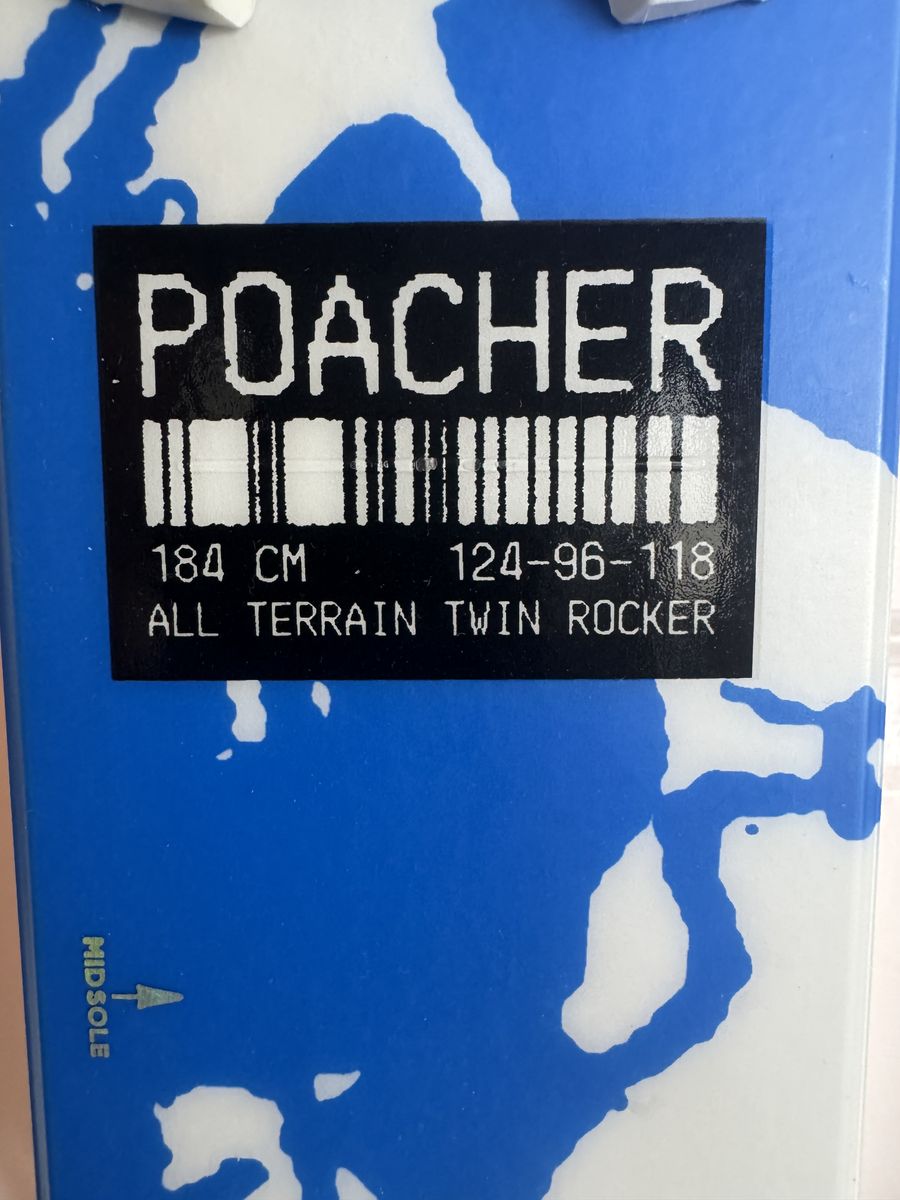 POACHER
184 CM 124-96-118
ALL TERRAIN TWIN ROCKER
MIDSOLE